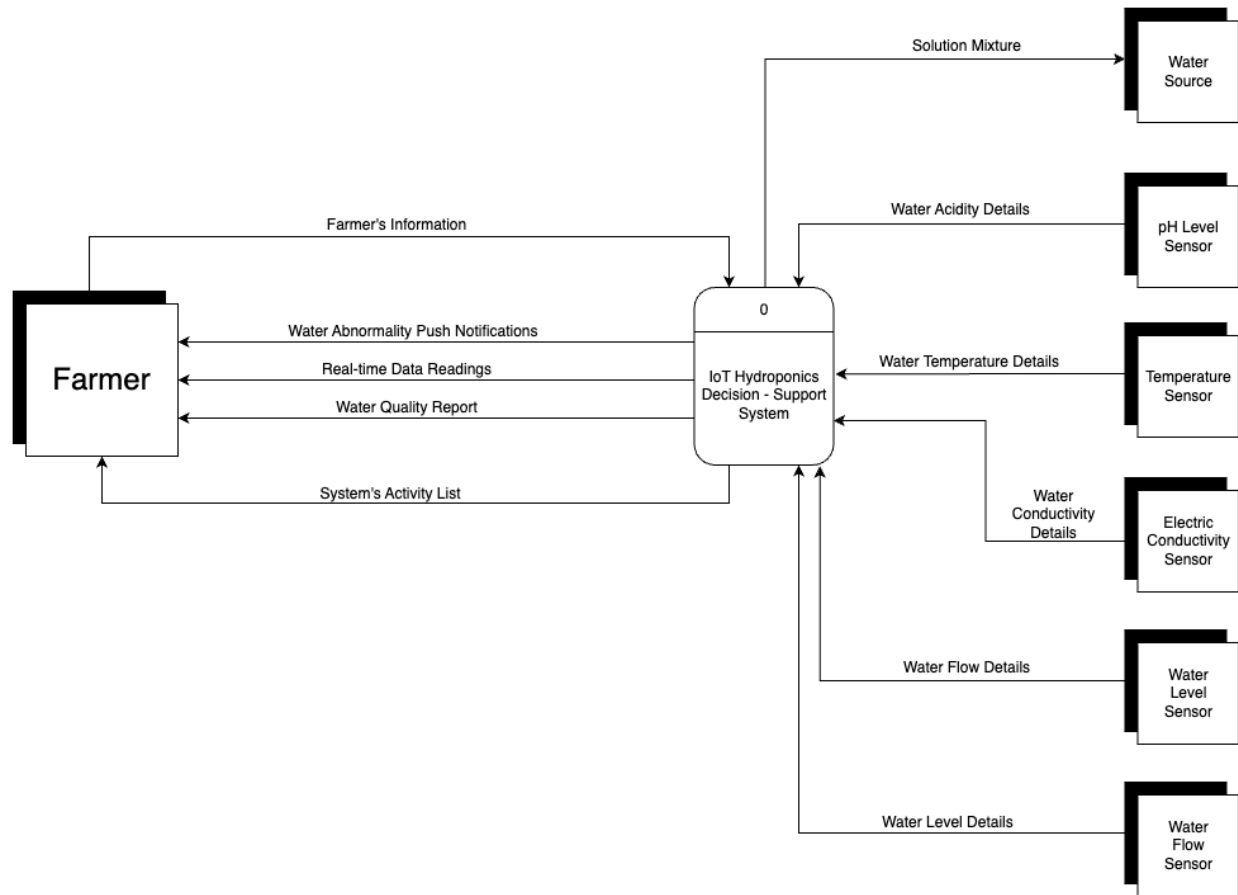 Solution Mixture
Water
Source
Water Acidity Details
pH Level
Sensor
Farmer's Information
0
Water Abnormality Push Notifications
Real-time Data Readings
Water Quality Report
Farmer
IoT Hydroponics
Decision - Support
System
Water Temperature Details
Temperature
Sensor
System's Activity List
Water
Conductivity
Details
Electric
Conductivity
Sensor
Water Flow Details
Water
Level
Sensor
Water Level Details
Water
Flow
Sensor